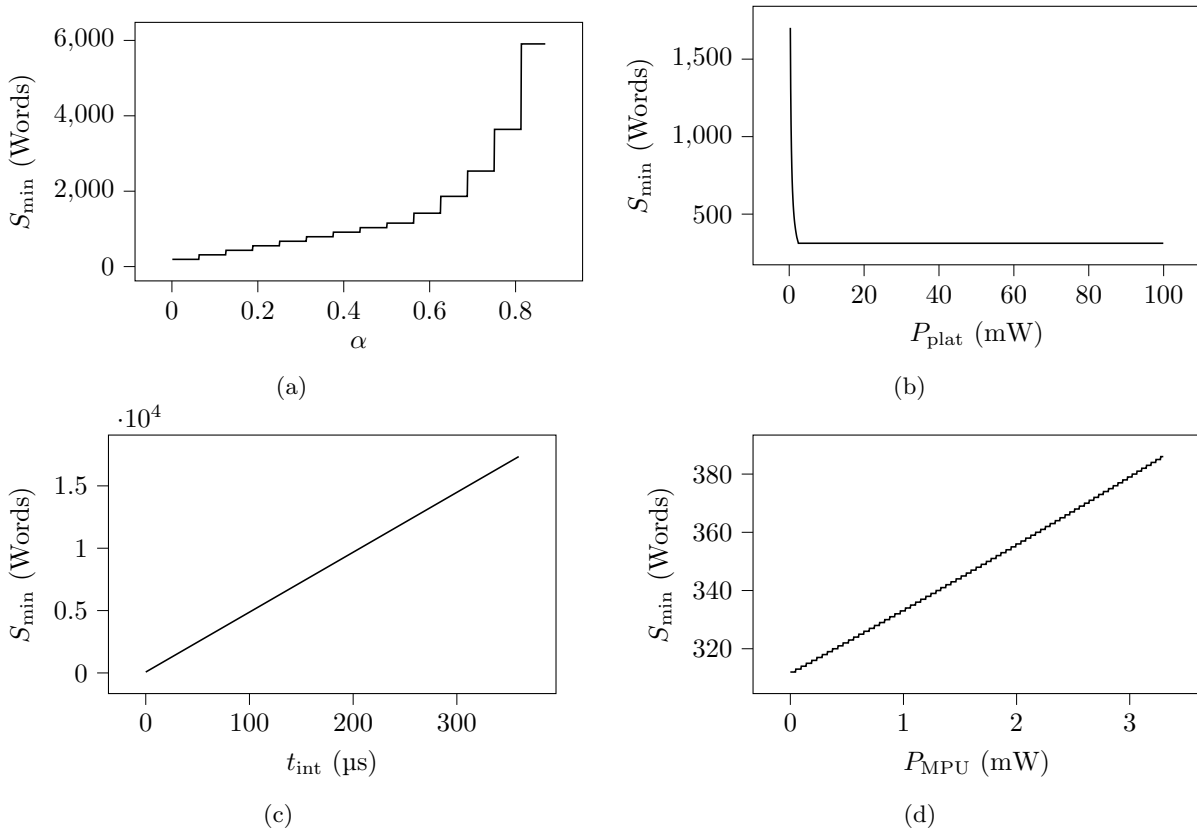 6,000
4,000
2,000
0
S_min (Words)
0 0.2 0.4 0.6 0.8
α
(a)
1,500
1,000
500
S_min (Words)
0 20 40 60 80 100
P_plat (mW)
(b)
·10^4
1.5
1
0.5
0
S_min (Words)
0 100 200 300
t_int (µs)
(c)
380
360
340
320
S_min (Words)
0 1 2 3
P_MPU (mW)
(d)